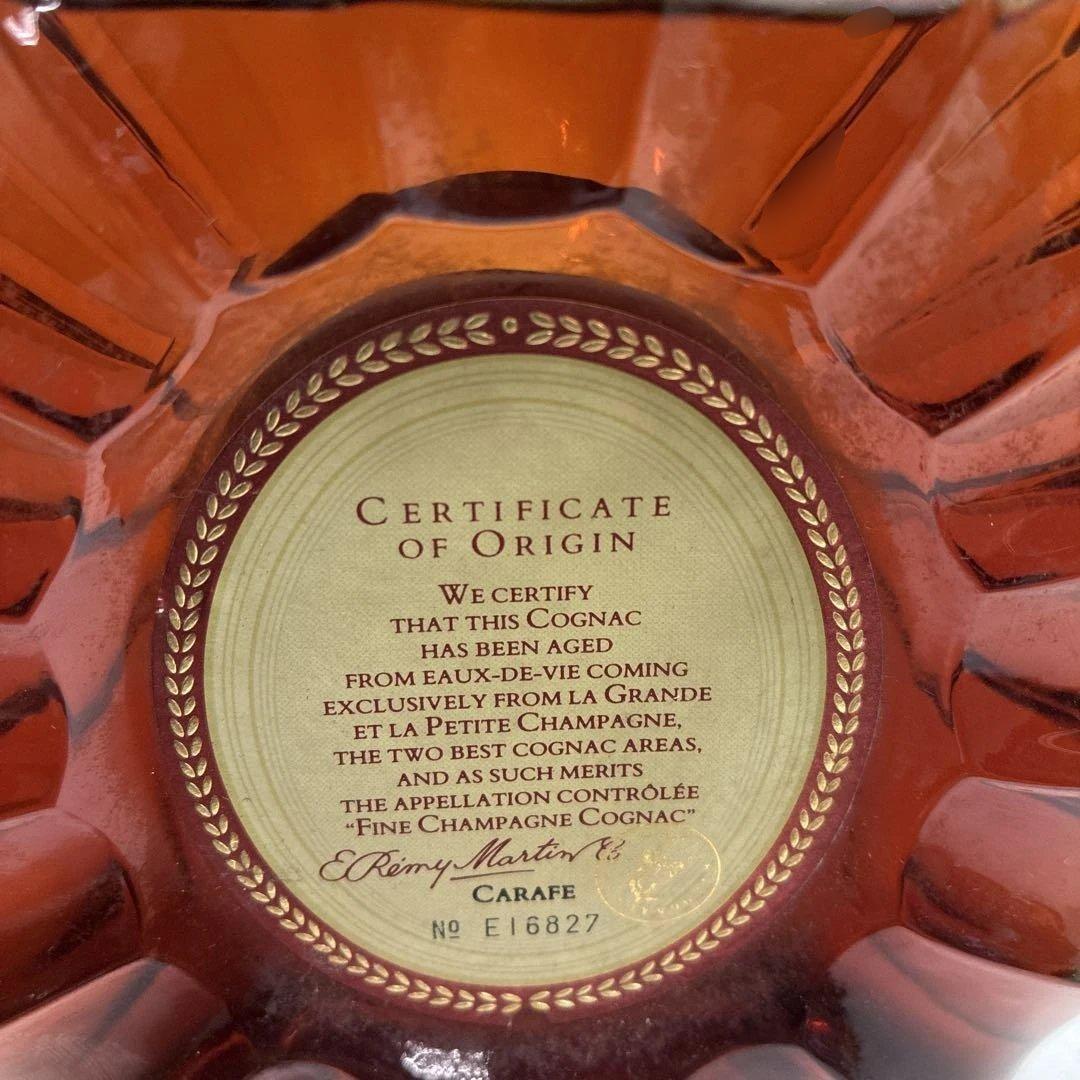 CERTIFICATE
OF ORIGIN
WE CERTIFY
THAT THIS COGNAC
HAS BEEN AGED
FROM EAUX-DE-VIE COMING
EXCLUSIVELY FROM LA GRANDE
ET LA PETITE CHAMPAGNE,
THE TWO BEST COGNAC AREAS,
AND AS SUCH MERITS
THE APPELLATION CONTRÔLÉE
“FINE CHAMPAGNE COGNAC”
E. Rémy Martin & Co
CARAFE
Nº E16827